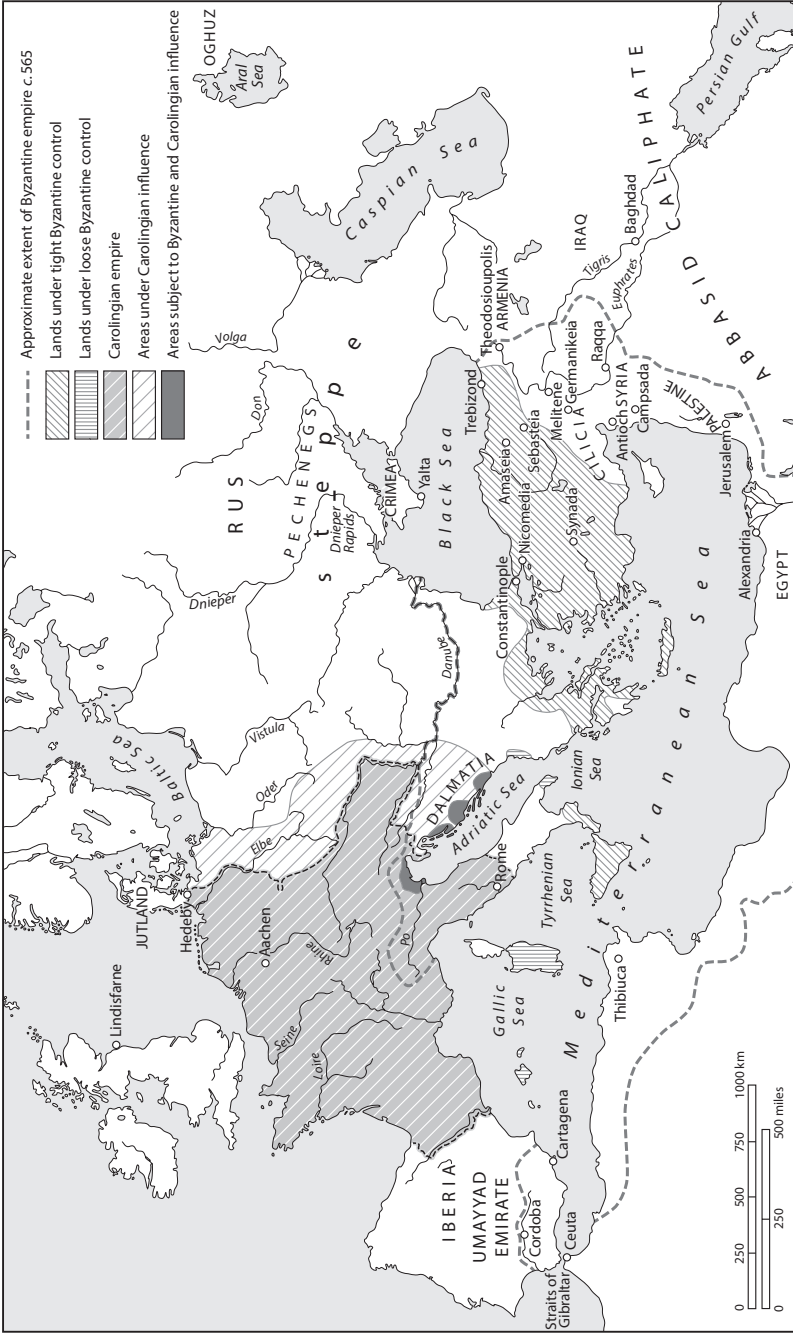 Approximate extent of Byzantine empire c.565
Lands under tight Byzantine control
Lands under loose Byzantine control
Carolingian empire
Areas under Carolingian influence
Areas subject to Byzantine and Carolingian influence
OGHUZ
Aral
Sea
Caspian Sea
Persian Gulf
Volga
Don
RUS
PECHENEGS
steppe
Dnieper
Dnieper
Rapids
CRIMEA
Yalta
Black Sea
Trebizond
Theodosioupolis
ARMENIA
IRAQ
Tigris
Baghdad
Euphrates
ABBASID CALIPHATE
Amaseia
Sebasteia
Melitene
Germanikeia
Raqqa
CILICIA
SYRIA
Antioch
Campsada
PALESTINE
Jerusalem
Constantinople
Nicomedia
Synada
Alexandria
EGYPT
Baltic Sea
Vistula
Oder
Elbe
Danube
DALMATIA
Adriatic Sea
Ionian
Sea
JUTLAND
Hedeby
Aachen
Rhine
Po
Rome
Tyrrhenian
Sea
Mediterranean Sea
Lindisfarne
Seine
Loire
Gallic
Sea
Thibiuca
IBERIA
UMAYYAD
EMIRATE
Cordoba
Cartagena
Ceuta
Straits of
Gibraltar
0 250 500 750 1000 km
0 250 500 miles